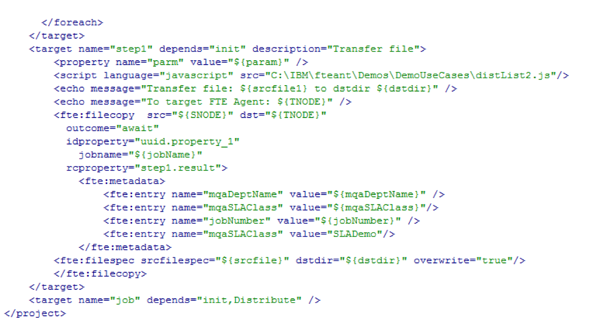 </foreach>
</target>
<target name="step1" depends="init" description="Transfer file">
<property name="parm" value="${param}" />
<script language="javascript" src="C:\IBM\fteant\Demos\DemoUseCases\distList2.js"/>
<echo message="Transfer file: ${srcfile1} to dstdir ${dstdir}" />
<echo message="To target FTE Agent: ${TNODE}" />
<fte:filecopy  src="${SNODE}" dst="${TNODE}"
outcome="await"
idproperty="uuid.property_1"
jobname="${jobName}"
rcproperty="step1.result">
<fte:metadata>
<fte:entry name="mqaDeptName" value="${mqaDeptName}" />
<fte:entry name="mqaSLAClass" value="${mqaSLAClass}"/>
<fte:entry name="jobNumber" value="${jobNumber}" />
<fte:entry name="mqaSLAClass" value="SLADemo"/>
</fte:metadata>
<fte:filespec srcfilespec="${srcfile}" dstdir="${dstdir}" overwrite="true"/>
</fte:filecopy>
</target>
<target name="job" depends="init,Distribute" />
</project>